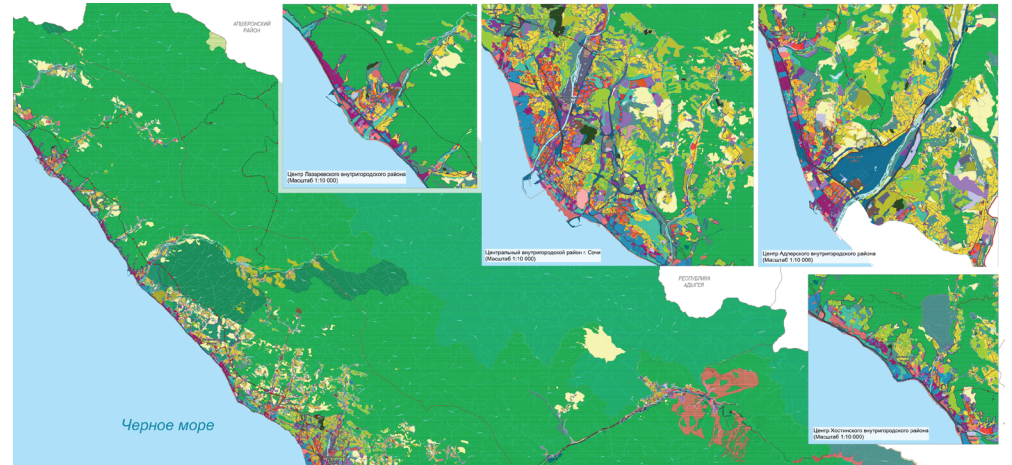 АПШЕРОНСКИЙ
РАЙОН
Центр Лазаревского внутригородского района
(Масштаб 1:10 000)
Центральный внутригородской район г. Сочи
(Масштаб 1:10 000)
Центр Адлерского внутригородского района
(Масштаб 1:10 000)
РЕСПУБЛИКА
АДЫГЕЯ
Черное море
Центр Хостинского внутригородского района
(Масштаб 1:10 000)